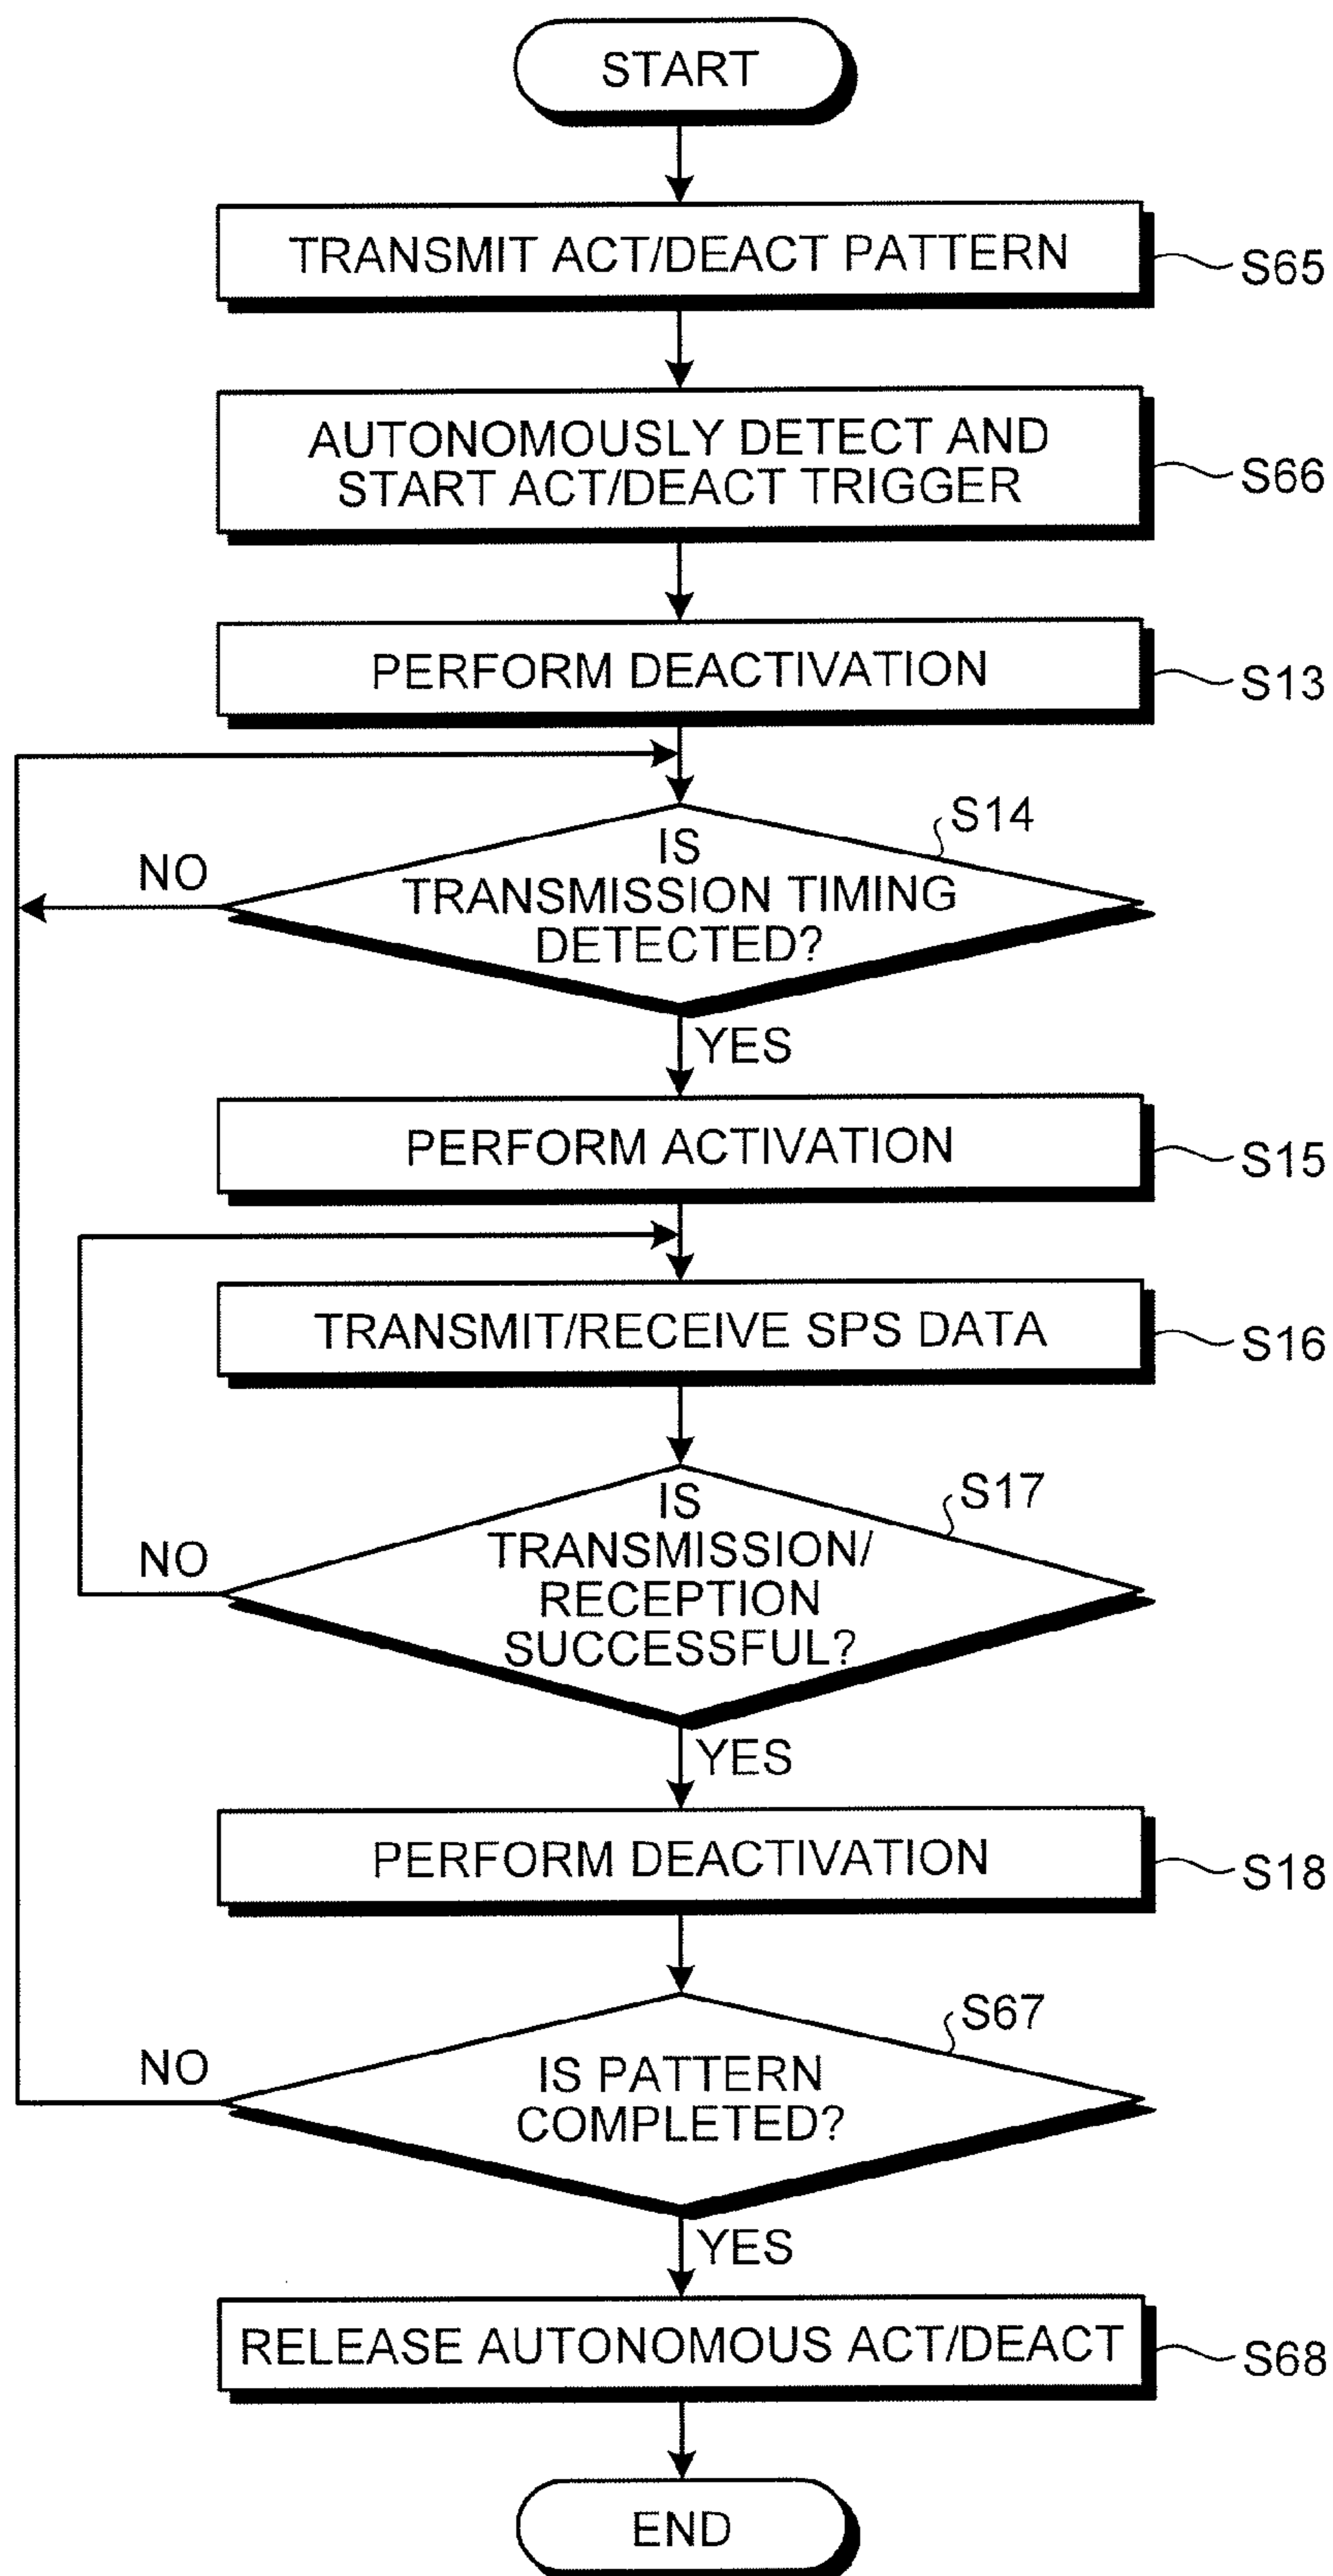 START
TRANSMIT ACT/DEACT PATTERN
S65
AUTONOMOUSLY DETECT AND
START ACT/DEACT TRIGGER
S66
PERFORM DEACTIVATION
S13
S14
IS
TRANSMISSION TIMING
DETECTED?
NO
YES
PERFORM ACTIVATION
S15
TRANSMIT/RECEIVE SPS DATA
S16
S17
IS
TRANSMISSION/
RECEPTION
SUCCESSFUL?
NO
YES
PERFORM DEACTIVATION
S18
S67
IS PATTERN
COMPLETED?
NO
YES
RELEASE AUTONOMOUS ACT/DEACT
S68
END